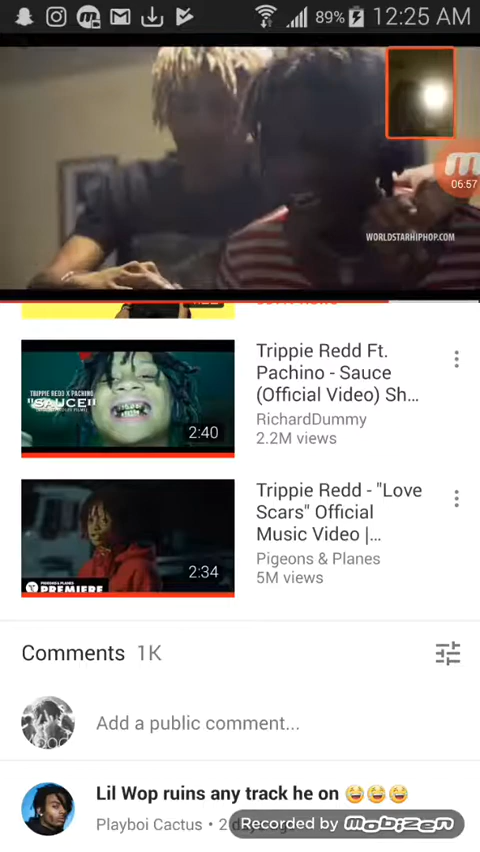 89% 12:25 AM
06:57
WORLDSTARHIPHOP.COM
Trippie Redd Ft.
Pachino - Sauce
(Official Video) Sh...
RichardDummy
2.2M views
TRIPPIE REDD X PACHINO
"SAUCE"
2:40
Trippie Redd - "Love
Scars" Official
Music Video |...
Pigeons & Planes
5M views
PIGEONS & PLANES
PREMIERE
2:34
Comments 1K
Add a public comment...
Lil Wop ruins any track he on 😂😂😂
Playboi Cactus • 2
Recorded by mobizen